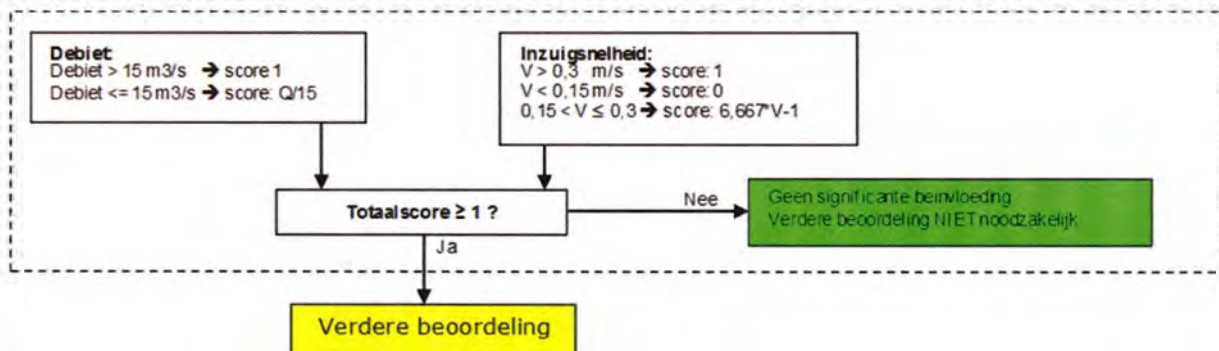 Debiet:
Debiet > 15 m3/s ➔ score 1
Debiet <= 15 m3/s ➔ score: Q/15
Inzuigsnelheid:
V > 0,3 m/s ➔ score: 1
V < 0,15 m/s ➔ score: 0
0,15 < V ≤ 0,3 ➔ score: 6,667*V-1
Totaalscore ≥ 1 ?
Nee
Geen significante beinvloeding
Verdere beoordeling NIET noodzakelijk
Ja
Verdere beoordeling